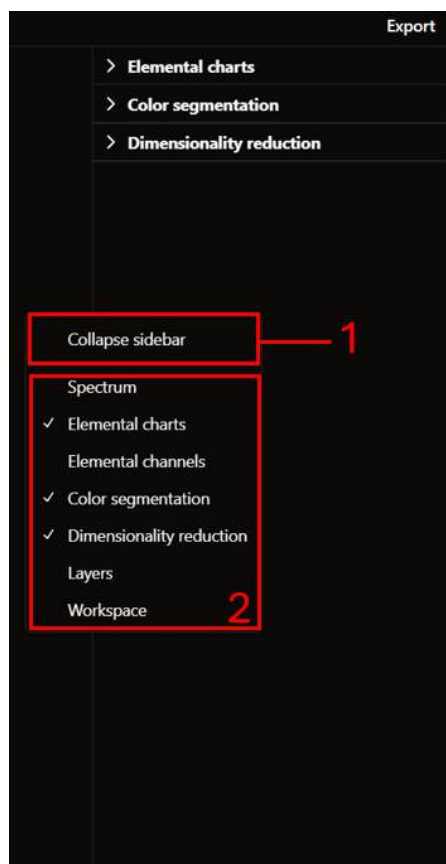 Export
Elemental charts
Color segmentation
Dimensionality reduction
Collapse sidebar
1
Spectrum
Elemental charts
Elemental channels
Color segmentation
Dimensionality reduction
Layers
Workspace
2